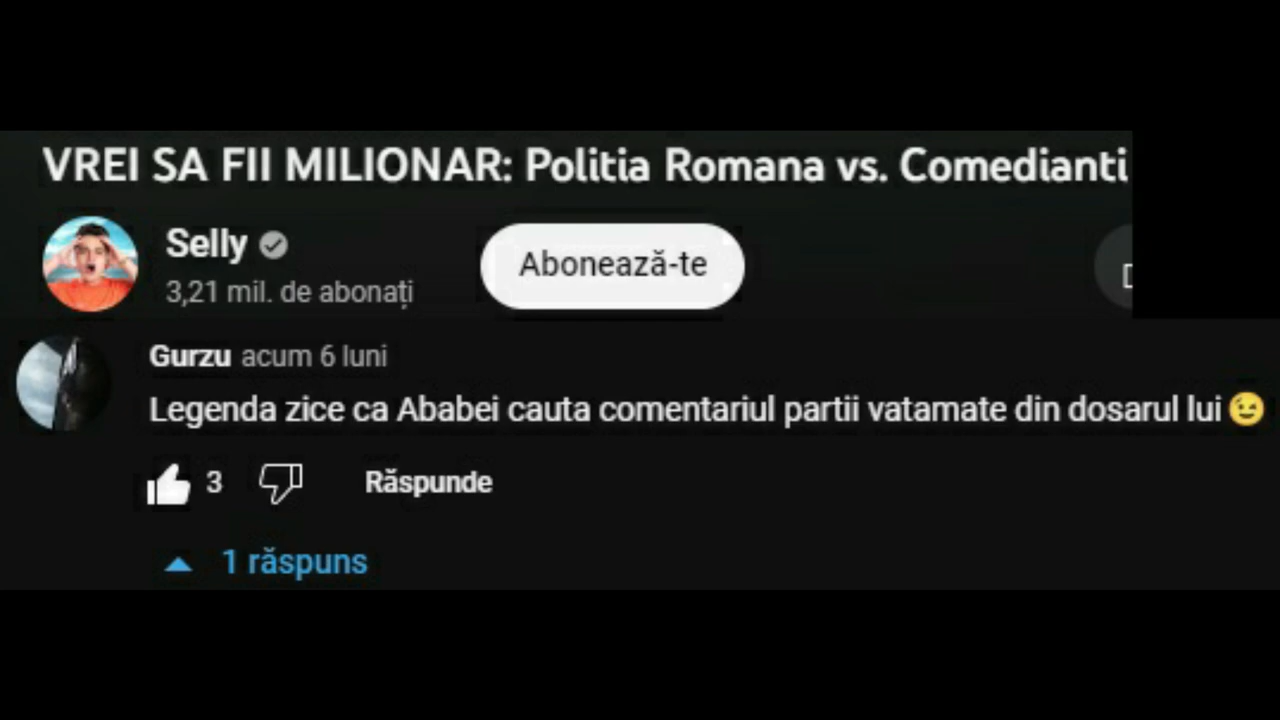 VREI SA FII MILIONAR: Politia Romana vs. Comedianti
Selly
3,21 mil. de abonați
Abonează-te
Gurzu acum 6 luni
Legenda zice ca Ababei cauta comentariul partii vatamate din dosarul lui😉
3 Răspunde
1 răspuns